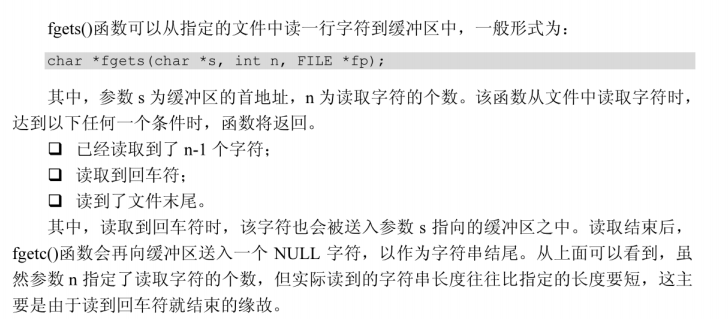 fgets()函数可以从指定的文件中读一行字符到缓冲区中，一般形式为：
char *fgets(char *s, int n, FILE *fp);
其中，参数 s 为缓冲区的首地址，n 为读取字符的个数。该函数从文件中读取字符时，
达到以下任何一个条件时，函数将返回。
❑ 已经读取到了 n-1 个字符；
❑ 读取到回车符；
❑ 读到了文件末尾。
其中，读取到回车符时，该字符也会被送入参数 s 指向的缓冲区之中。读取结束后，
fgetc()函数会再向缓冲区送入一个 NULL 字符，以作为字符串结尾。从上面可以看到，虽
然参数 n 指定了读取字符的个数，但实际读到的字符串长度往往比指定的长度要短，这主
要是由于读到回车符就结束的缘故。